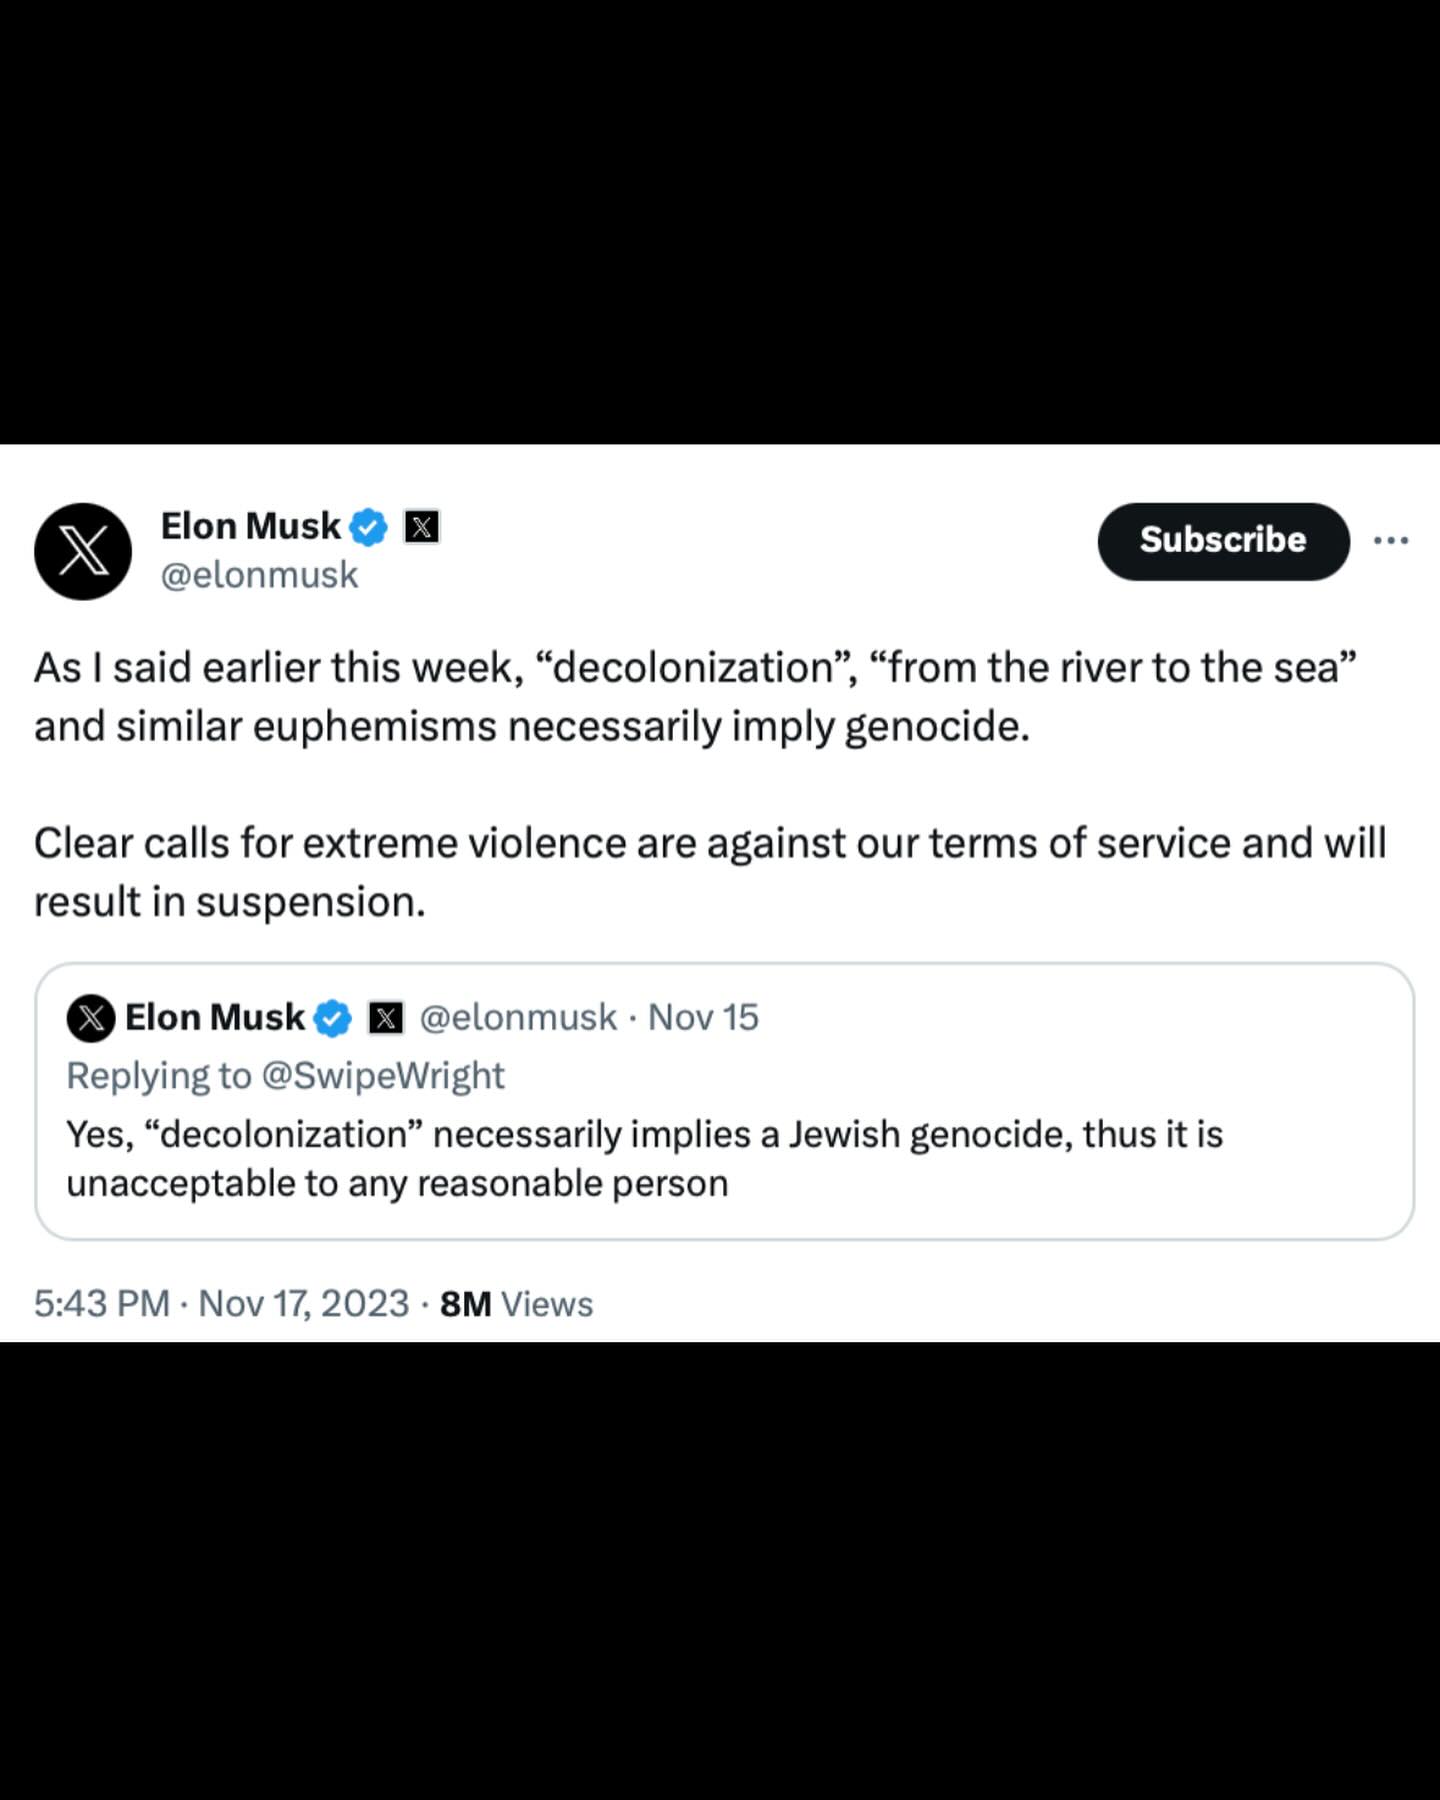 Elon Musk
@elonmusk
Subscribe
As I said earlier this week, “decolonization”, “from the river to the sea”
and similar euphemisms necessarily imply genocide.
Clear calls for extreme violence are against our terms of service and will
result in suspension.
Elon Musk @elonmusk · Nov 15
Replying to @SwipeWright
Yes, “decolonization” necessarily implies a Jewish genocide, thus it is
unacceptable to any reasonable person
5:43 PM · Nov 17, 2023 · 8M Views